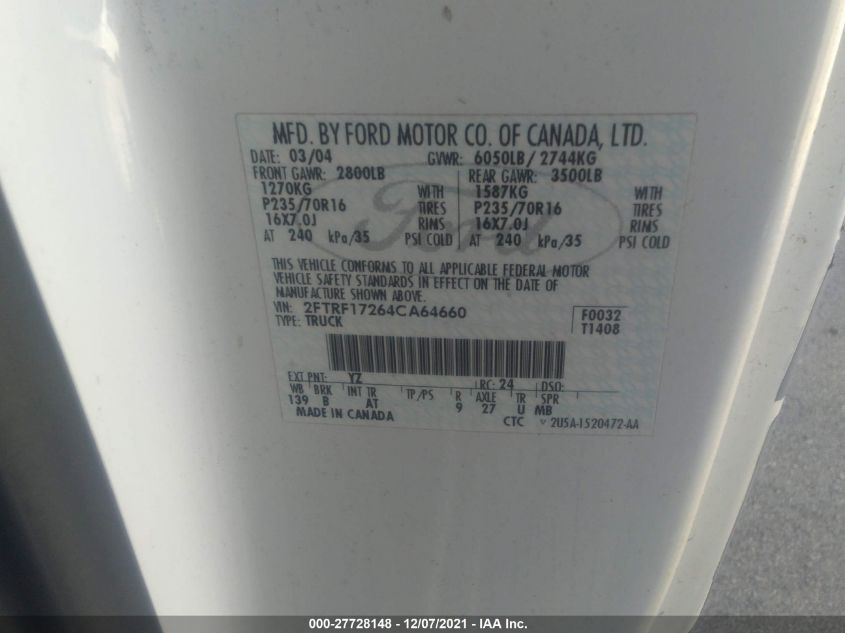 MFD. BY FORD MOTOR CO. OF CANADA, LTD.
DATE: 03/04 GVWR: 6050LB/ 2744KG
FRONT GAWR: 2800LB REAR GAWR: 3500LB
1270KG WITH 1587KG WITH
P235/70R16 TIRES P235/70R16 TIRES
16X7.0J RIMS 16X7.0J RIMS
AT 240 kPa/35 PSI COLD AT 240 kPa/35 PSI COLD
Ford
THIS VEHICLE CONFORMS TO ALL APPLICABLE FEDERAL MOTOR
VEHICLE SAFETY STANDARDS IN EFFECT ON THE DATE OF
MANUFACTURE SHOWN ABOVE.
VIN: 2FTRF17264CA64660 F0032
TYPE: TRUCK T1408
EXT PNT: YZ RC: 24 DSO:
WB BRK INT TR TP/PS R AXLE TR SPR
139 B AT 9 27 U MB
MADE IN CANADA CTC V 2U5A-1520472-AA
000-27728148 - 12/07/2021 - IAA Inc.